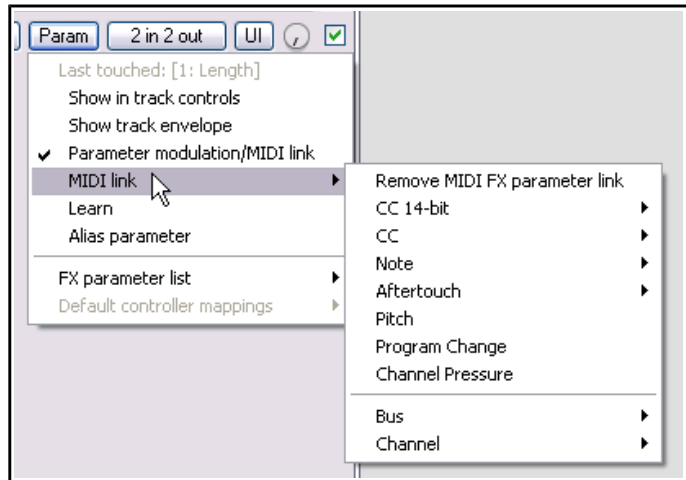 Param 2 in 2 out UI
Last touched: [1: Length]
Show in track controls
Show track envelope
Parameter modulation/MIDI link
MIDI link
Learn
Alias parameter
FX parameter list
Default controller mappings
Remove MIDI FX parameter link
CC 14-bit
CC
Note
Aftertouch
Pitch
Program Change
Channel Pressure
Bus
Channel